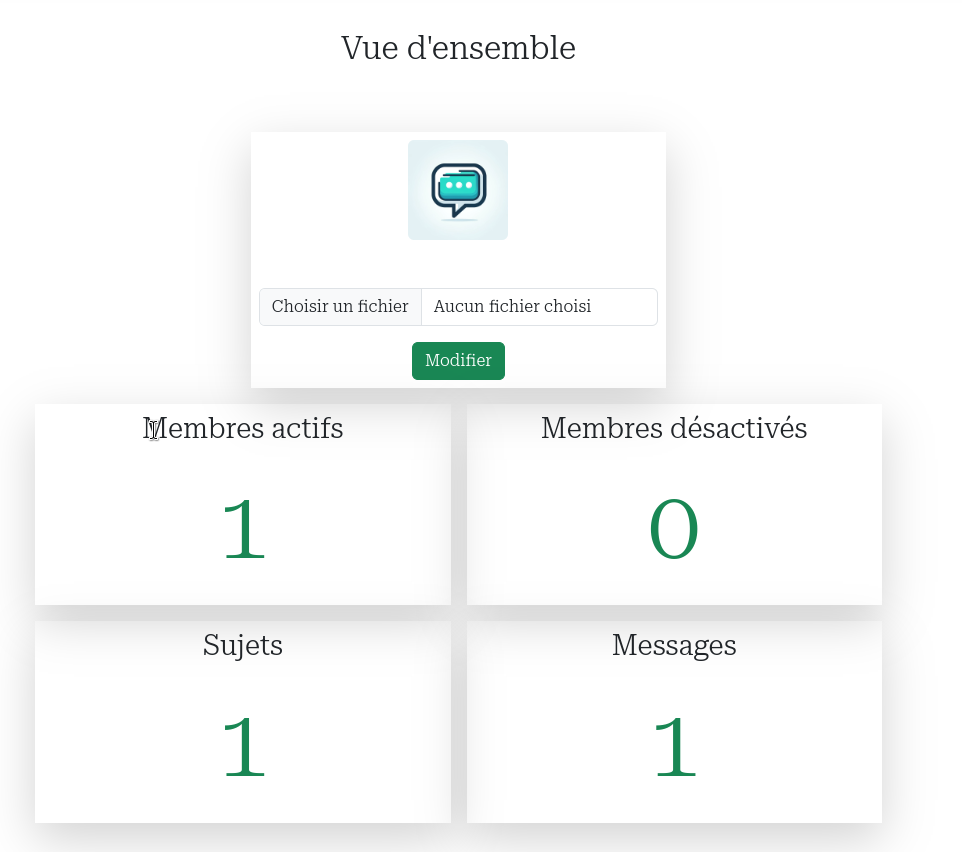 Vue d'ensemble
Choisir un fichier Aucun fichier choisi
Modifier
Membres actifs
1
Membres désactivés
0
Sujets
1
Messages
1